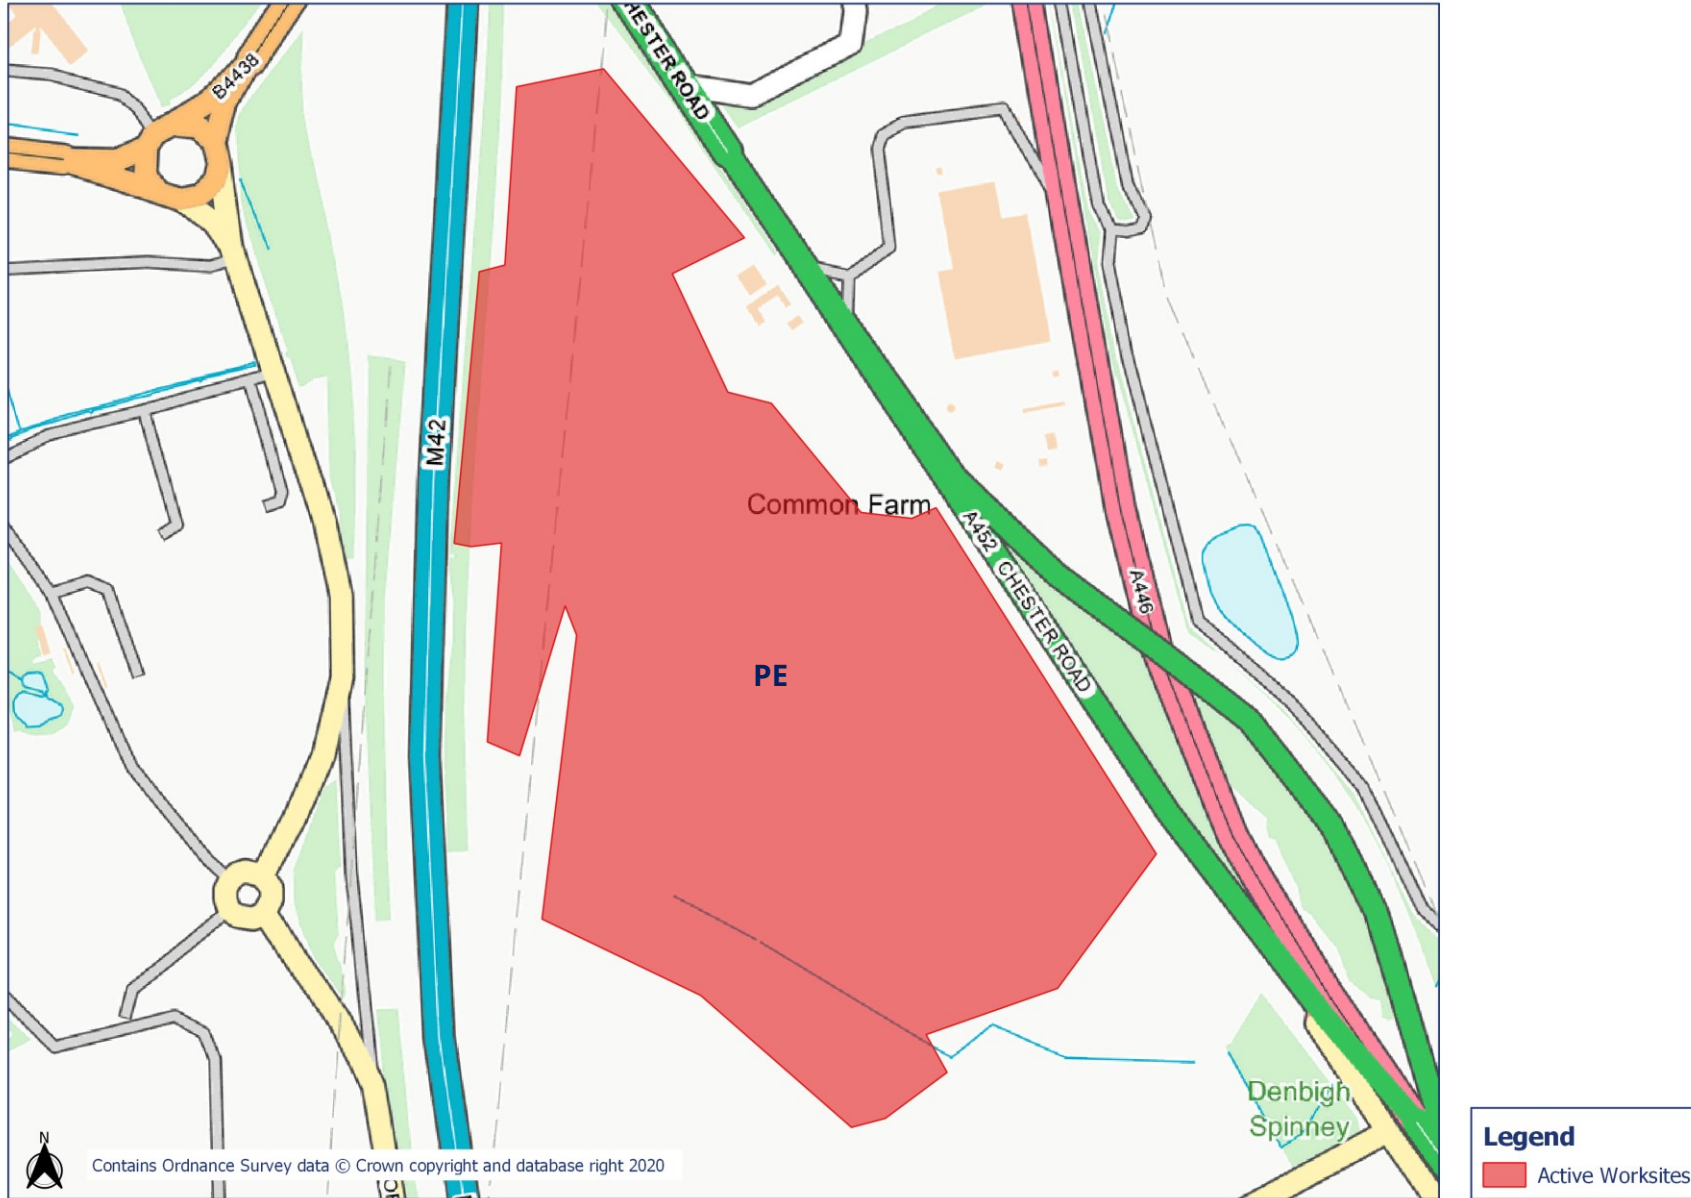 HESTER ROAD
B4438
M42
Common Farm
A452 CHESTER ROAD
A446
PE
Denbigh
Spinney
N
Contains Ordnance Survey data © Crown copyright and database right 2020
Legend
Active Worksites